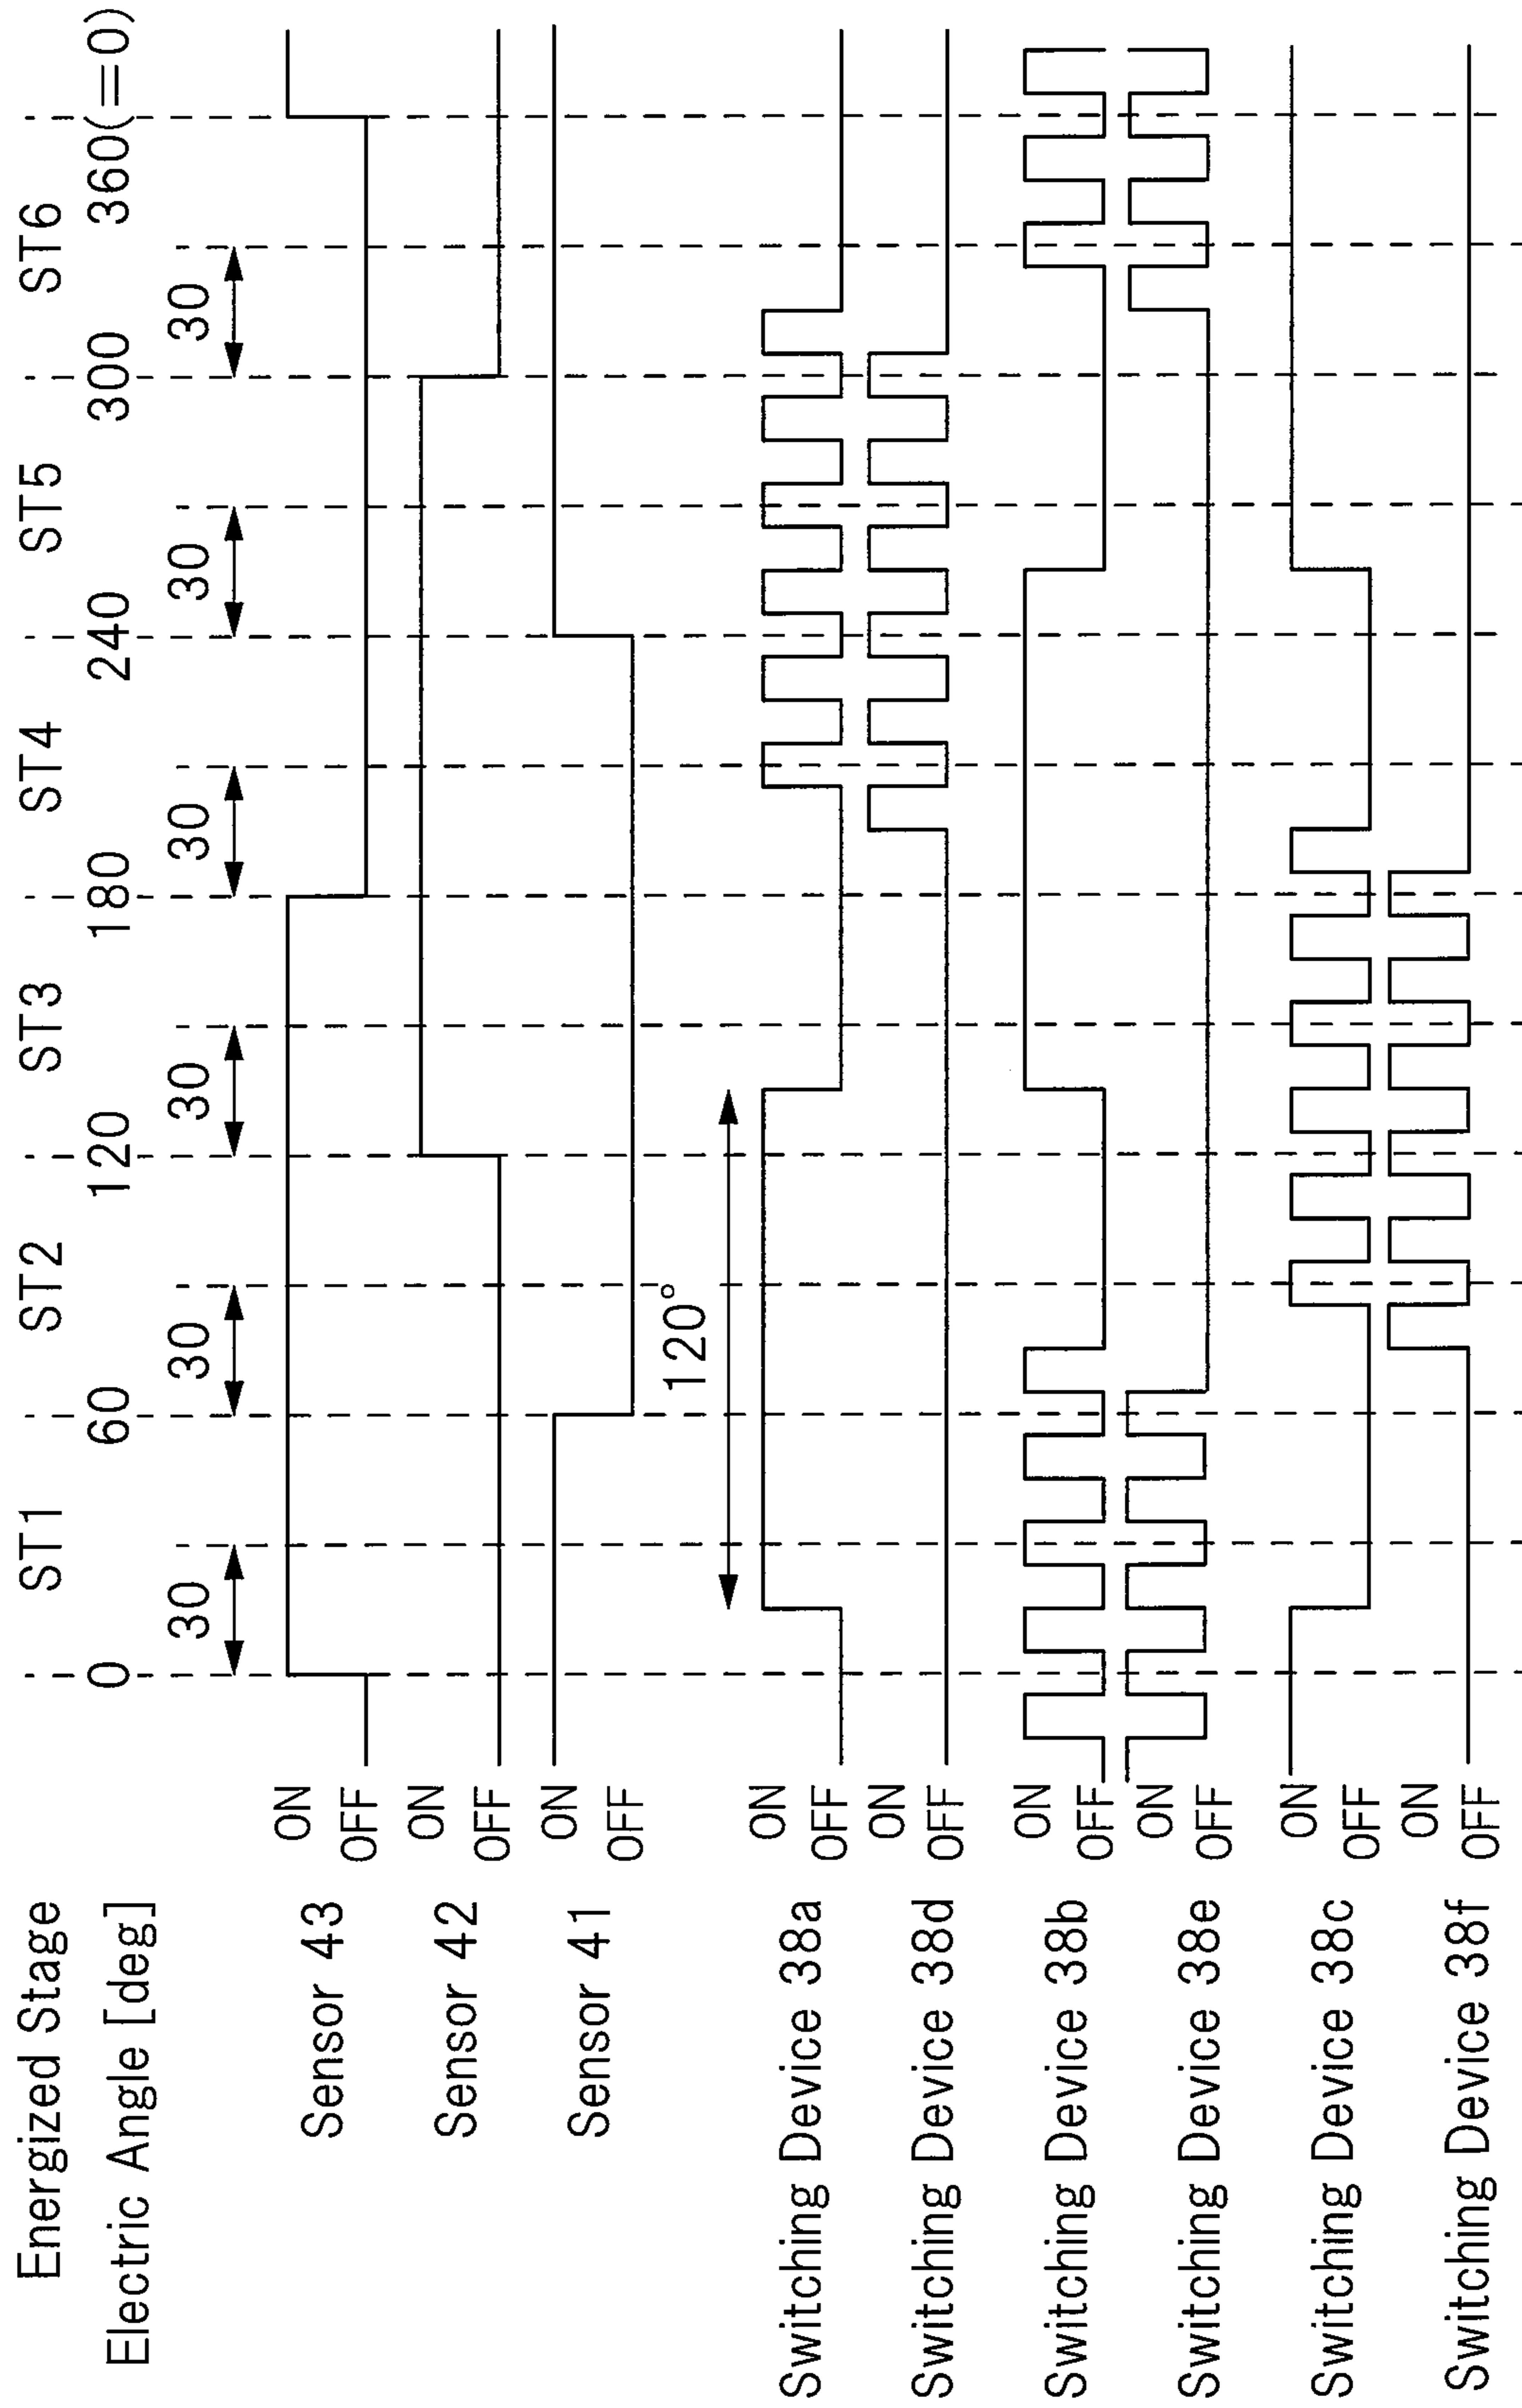 Energized Stage ST1 ST2 ST3 ST4 ST5 ST6
Electric Angle [deg] 0 60 120 180 240 300 360(=0)
30 30 30 30 30 30
Sensor 43 ON
OFF
Sensor 42 ON
OFF
Sensor 41 ON
OFF
120°
Switching Device 38a ON
OFF
Switching Device 38d ON
OFF
Switching Device 38b ON
OFF
Switching Device 38e ON
OFF
Switching Device 38c ON
OFF
Switching Device 38f ON
OFF